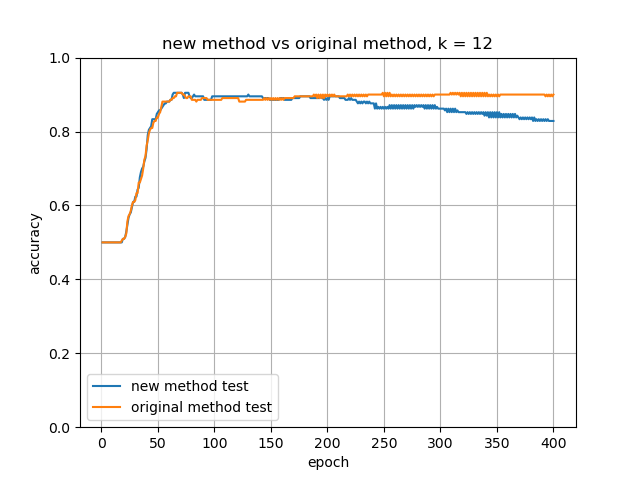 new method vs original method, k = 12
1.0
0.8
0.6
0.4
0.2
0.0
accuracy
new method test
original method test
0 50 100 150 200 250 300 350 400
epoch